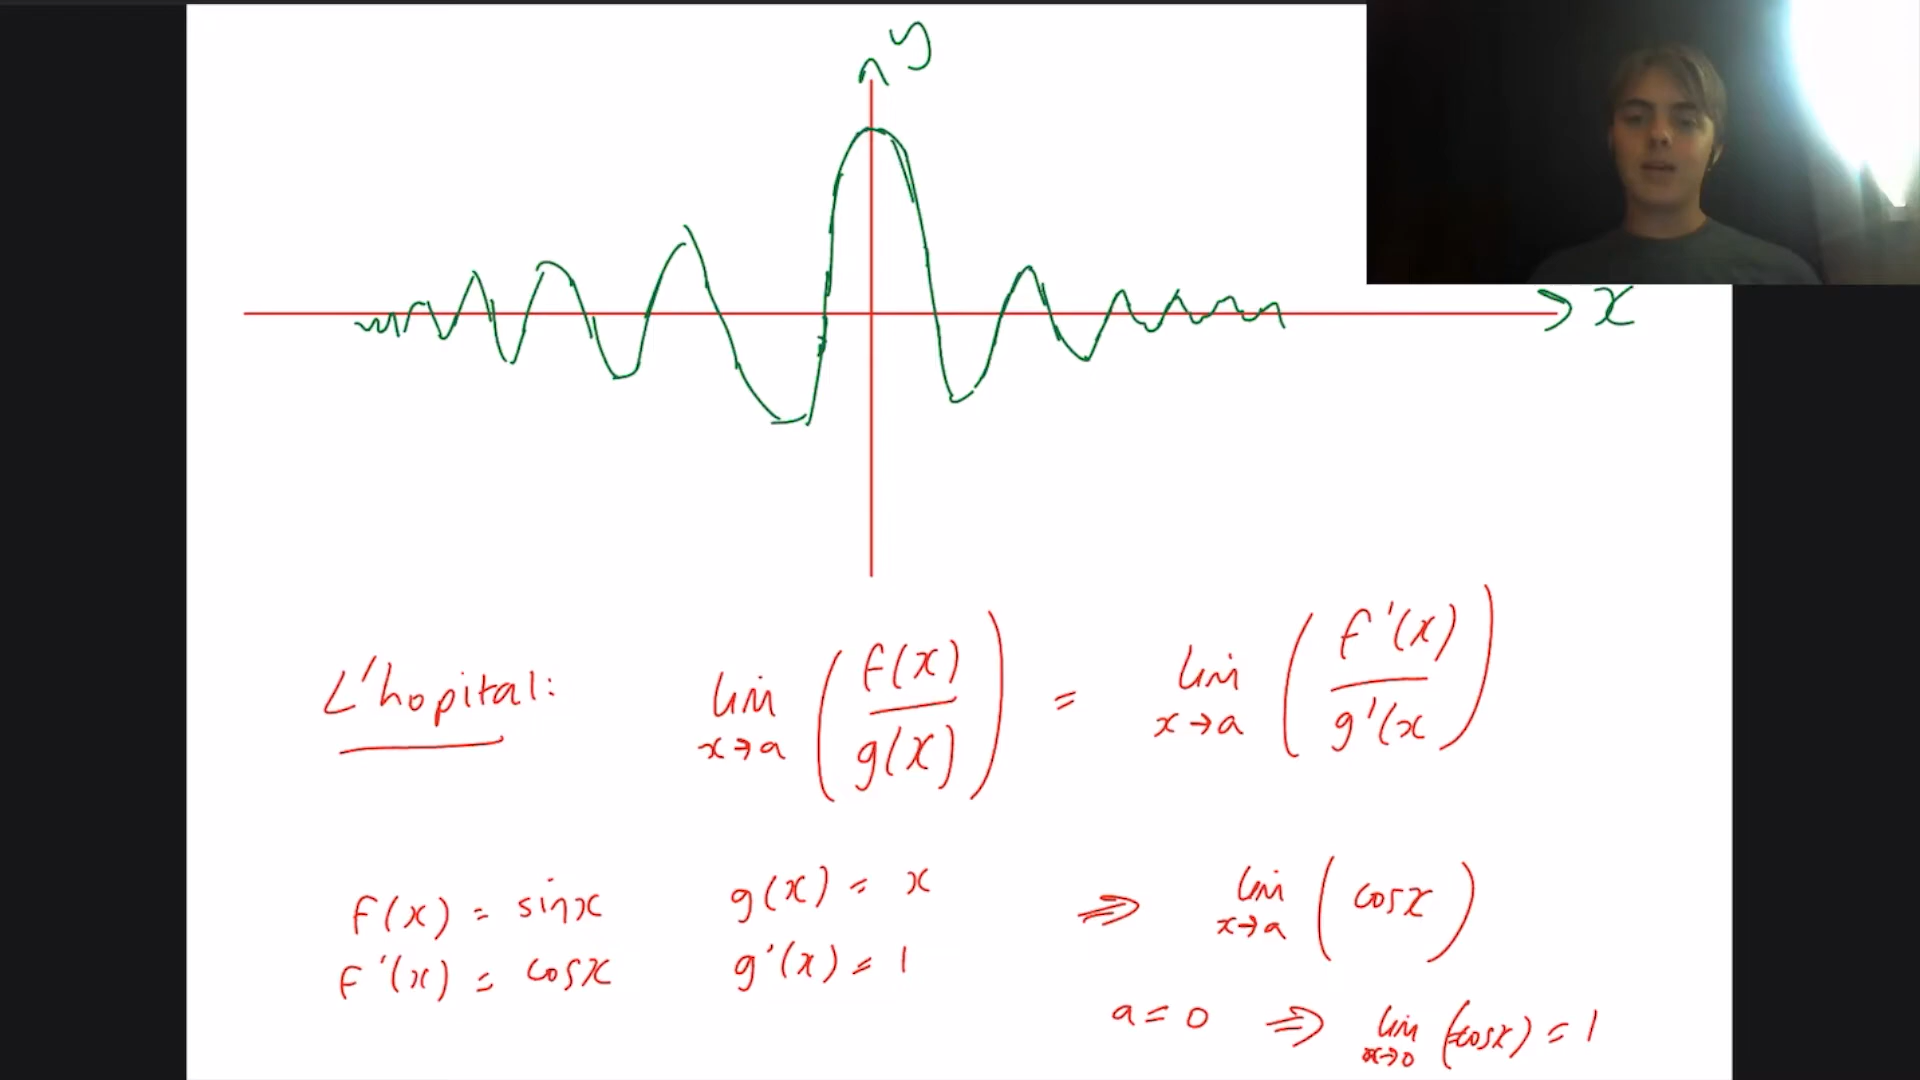 y
x
L'hopital: lim x→a ( f(x) / g(x) ) = lim x→a ( f'(x) / g'(x )
f(x) = sinx g(x) = x ⇒ lim x→a ( cosx )
f'(x) = cosx g'(x) = 1
a = 0 ⇒ lim x→0 (cosx) = 1